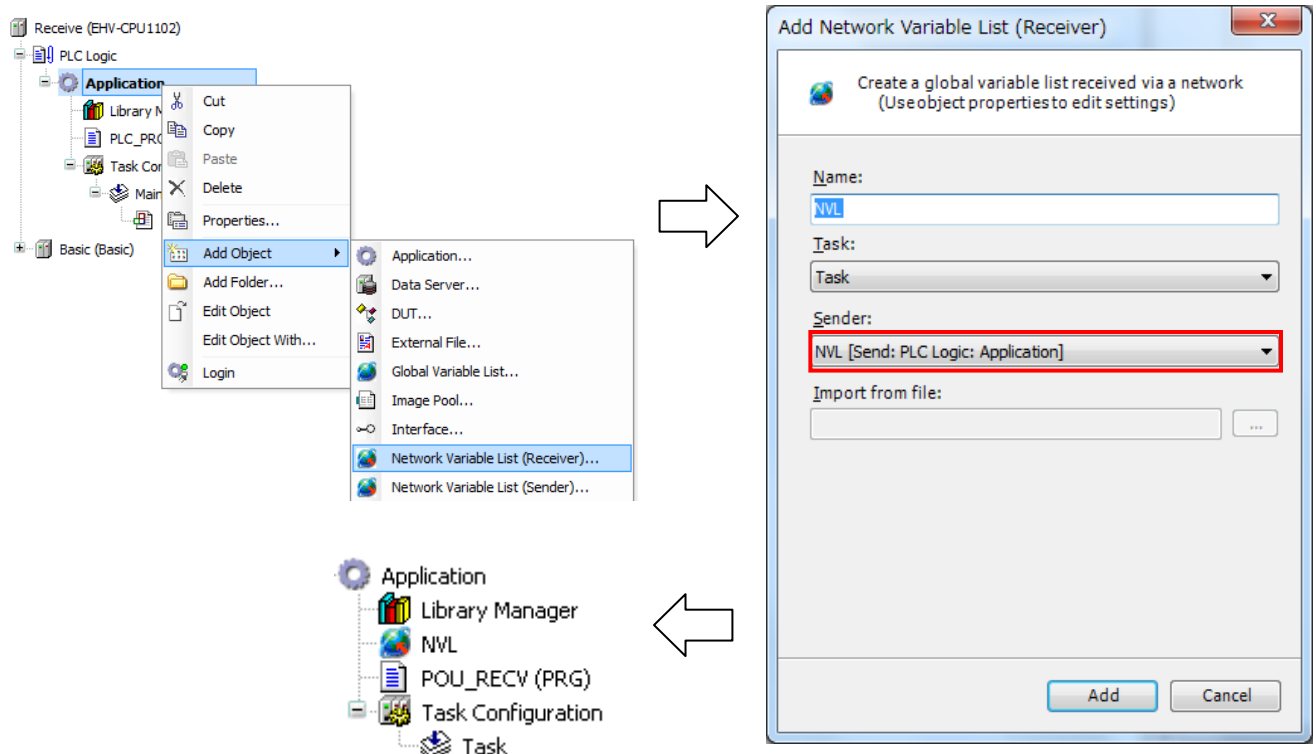 Receive (EHV-CPU1102)
PLC Logic
Application
Library M
PLC_PRG
Task Con
Main
Basic (Basic)
Cut
Copy
Paste
Delete
Properties...
Add Object
Add Folder...
Edit Object
Edit Object With...
Login
Application...
Data Server...
DUT...
External File...
Global Variable List...
Image Pool...
Interface...
Network Variable List (Receiver)...
Network Variable List (Sender)...
Add Network Variable List (Receiver)
Create a global variable list received via a network
(Use object properties to edit settings)
Name:
NVL
Task:
Task
Sender:
NVL [Send: PLC Logic: Application]
Import from file:
...
Add
Cancel
Application
Library Manager
NVL
POU_RECV (PRG)
Task Configuration
Task